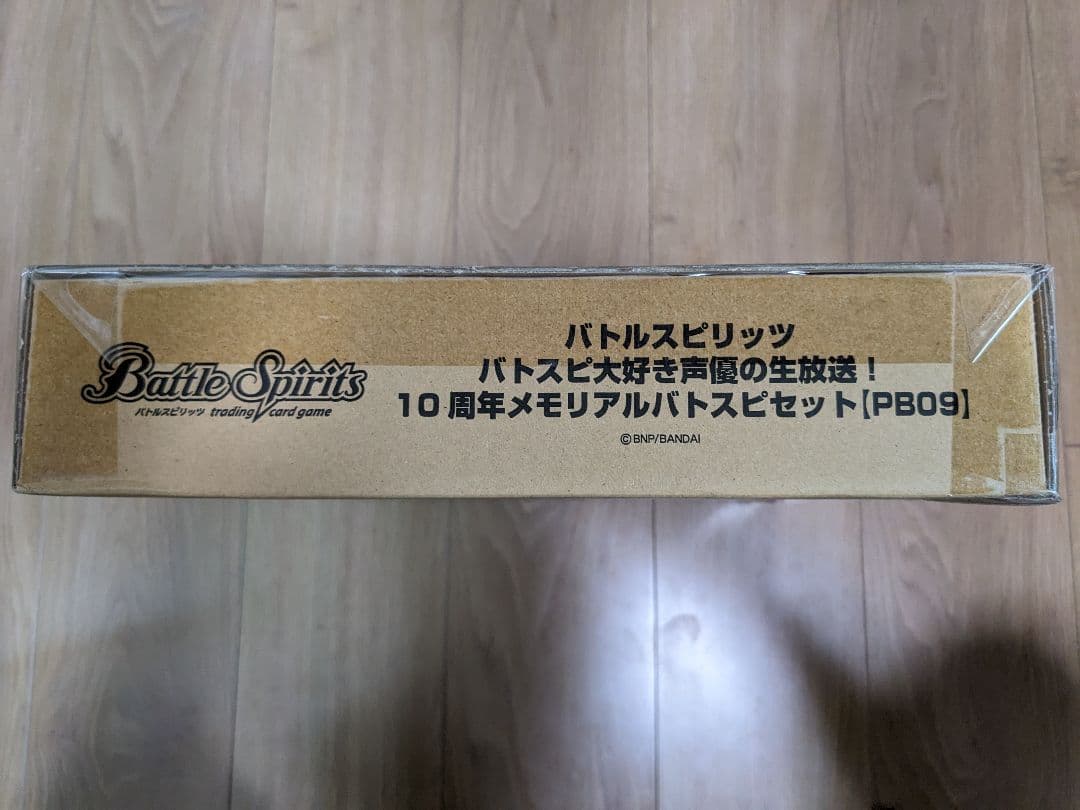 Battle Spirits
バトルスピリッツ trading card game
バトルスピリッツ
バトスピ大好き声優の生放送!
10周年メモリアルバトスピセット【PB09】
©BNP/BANDAI